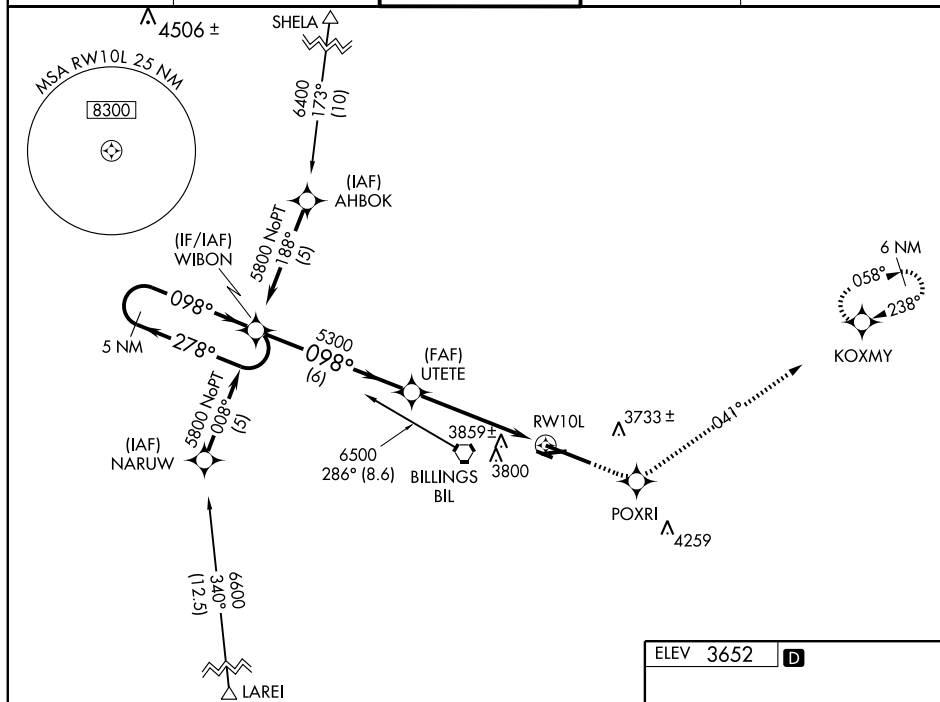 4506 ±
SHELA
MSA RW10L 25 NM
8300
6400
173°
(10)
(IAF)
AHBOK
5800 NoPT
188°
(5)
(IF/IAF)
WIBON
098°
278°
5 NM
5300
098°
(6)
(FAF)
UTETE
6 NM
058°
238°
KOXMY
5800 NoPT
008°
(5)
(IAF)
NARUW
6500
286° (8.6)
BILLINGS
BIL
3859±
3800
RW10L
3733 ±
041°
POXRI
4259
6600
340°
(12.5)
LAREI
ELEV 3652 D